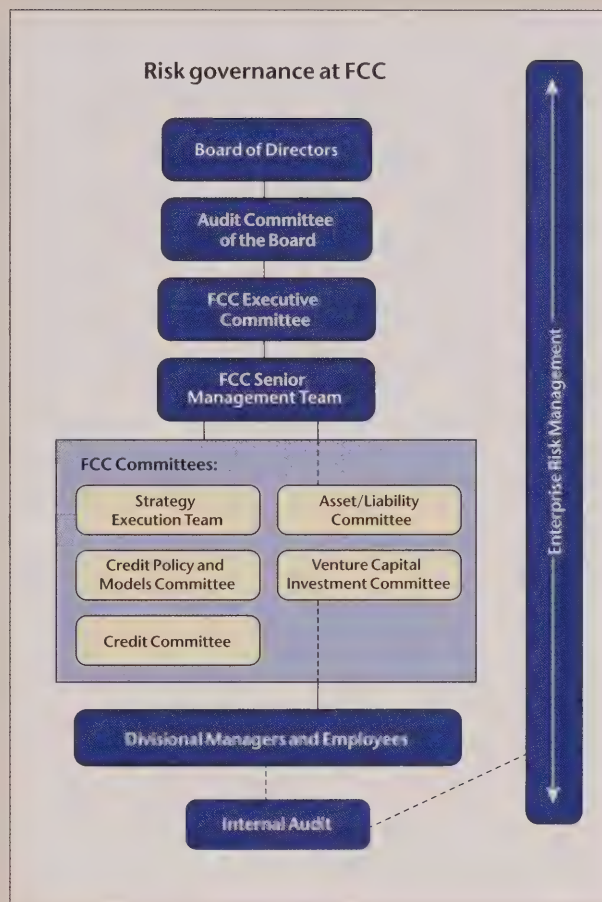 Risk governance at FCC
Board of Directors
Audit Committee
of the Board
FCC Executive
Committee
FCC Senior
Management Team
FCC Committees:
Strategy
Execution Team
Asset/Liability
Committee
Credit Policy and
Models Committee
Venture Capital
Investment Committee
Credit Committee
Divisional Managers and Employees
Internal Audit
Enterprise Risk Management